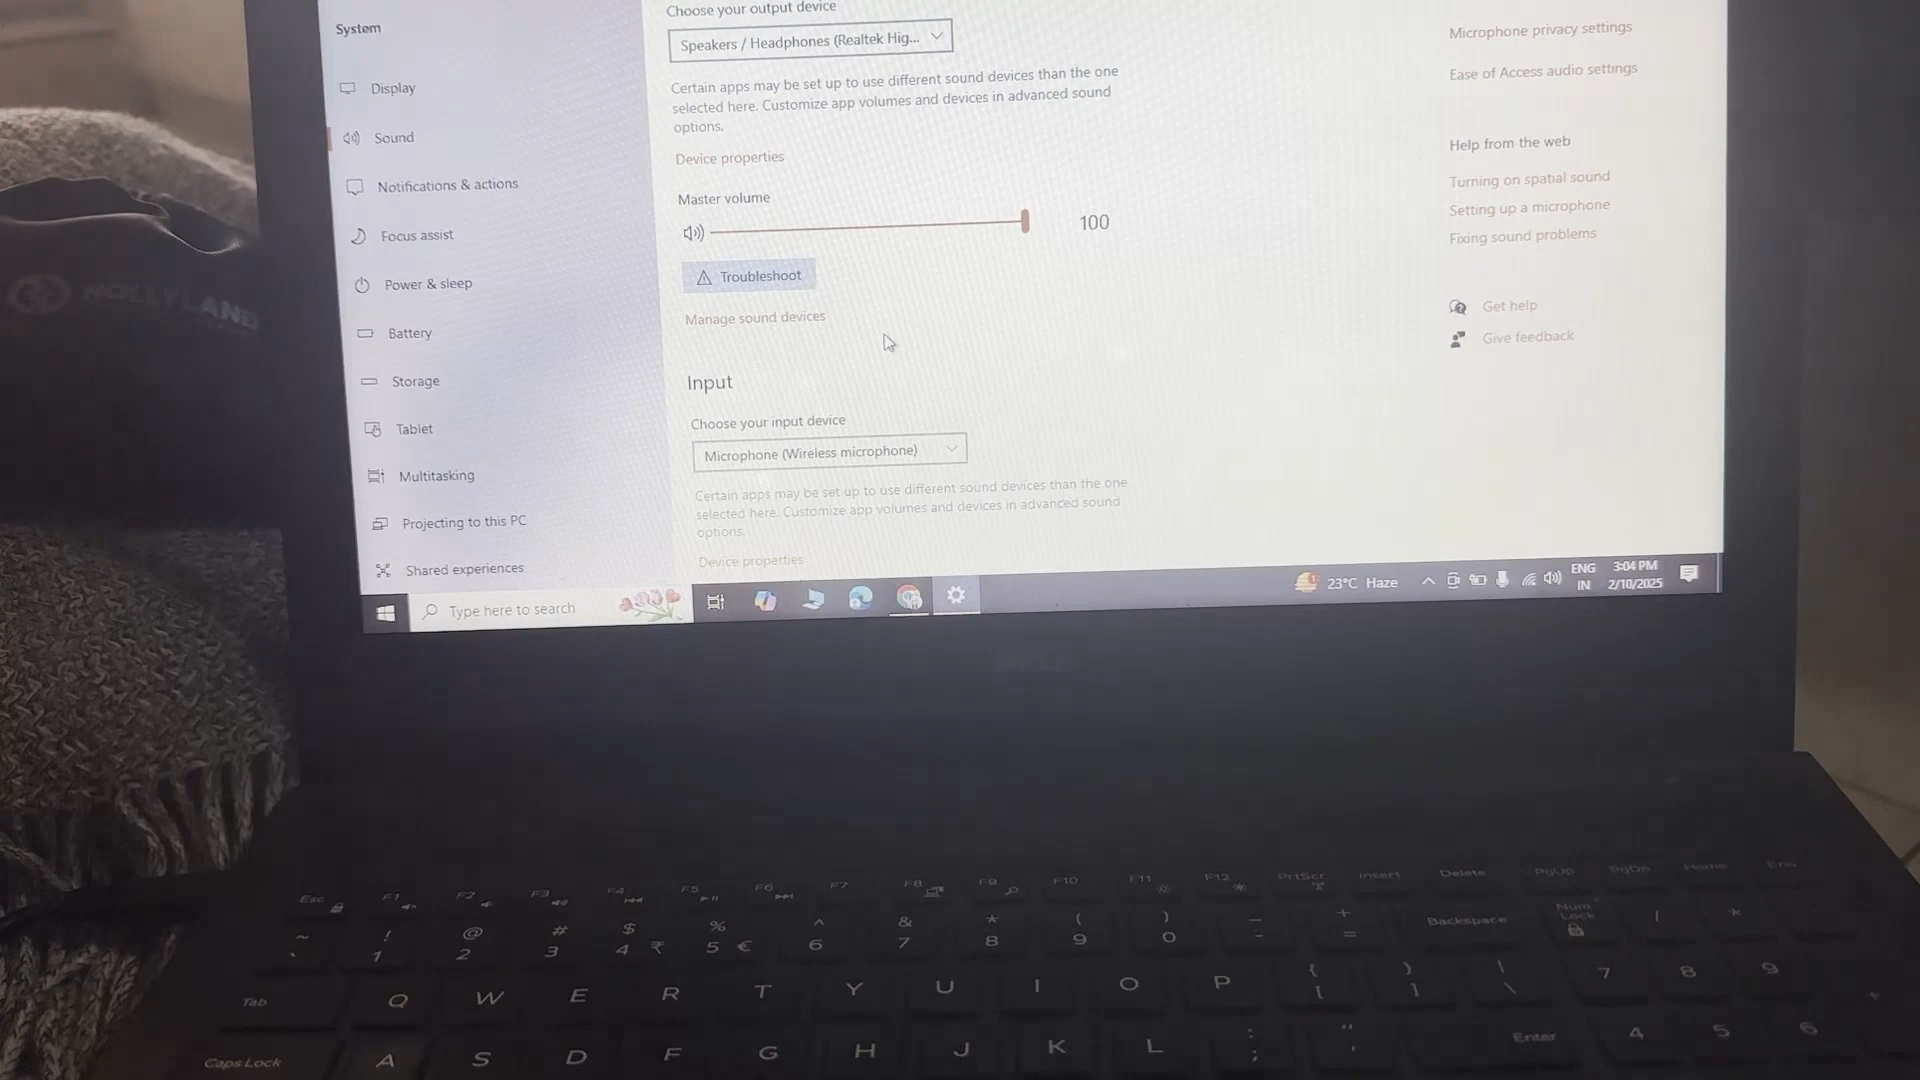 System
Display
Sound
Notifications & actions
Focus assist
Power & sleep
Battery
Storage
Tablet
Multitasking
Projecting to this PC
Shared experiences
Choose your output device
Speakers / Headphones (Realtek Hig...
Certain apps may be set up to use different sound devices than the one
selected here. Customize app volumes and devices in advanced sound
options.
Device properties
Master volume
100
Troubleshoot
Manage sound devices
Input
Choose your input device
Microphone (Wireless microphone)
Certain apps may be set up to use different sound devices than the one
selected here. Customize app volumes and devices in advanced sound
options.
Device properties
Microphone privacy settings
Ease of Access audio settings
Help from the web
Turning on spatial sound
Setting up a microphone
Fixing sound problems
Get help
Give feedback
Type here to search
23°C Haze
ENG
IN
3:04 PM
2/10/2025
HOLLYLAND
Esc F1 F2 F3 F4 F5 F6 F7 F8 F9 F10 F11 F12 PrtScr Insert Delete PgUp PgDn Home End
~ ! @ # $ % ^ & * ( ) _ + Backspace Num Lock / *
` 1 2 3 4 ₹ 5 € 6 7 8 9 0 - =
Tab Q W E R T Y U I O P { [ } ] | \ 7 8 9 +
Caps Lock A S D F G H J K L : ; " ' Enter 4 5 6